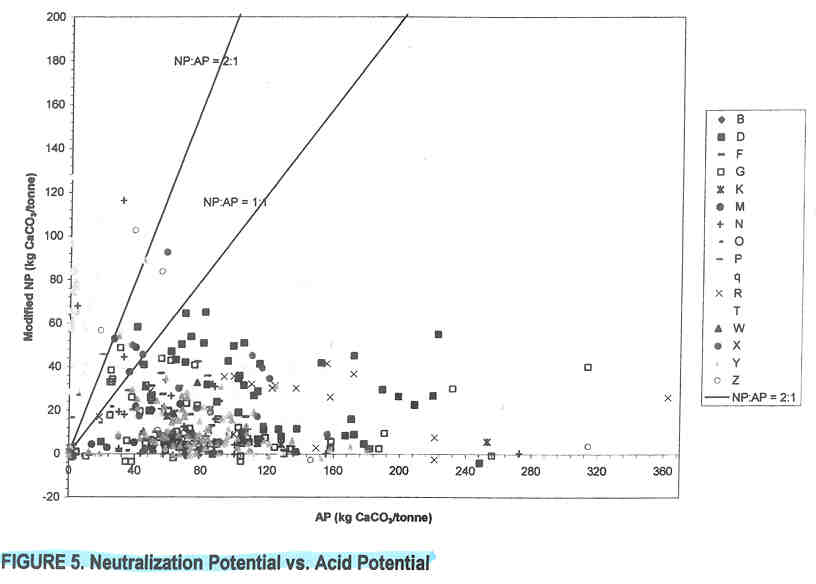 200
180
160
140
120
100
80
60
40
20
0
-20
NP:AP = 2:1
NP:AP = 1:1
Modified NP (kg CaCO₃/tonne)
0 40 80 120 160 200 240 280 320 360
AP (kg CaCO₃/tonne)
B
D
F
G
K
M
N
O
P
q
R
T
W
X
Y
Z
NP:AP = 2:1
FIGURE 5. Neutralization Potential vs. Acid Potential